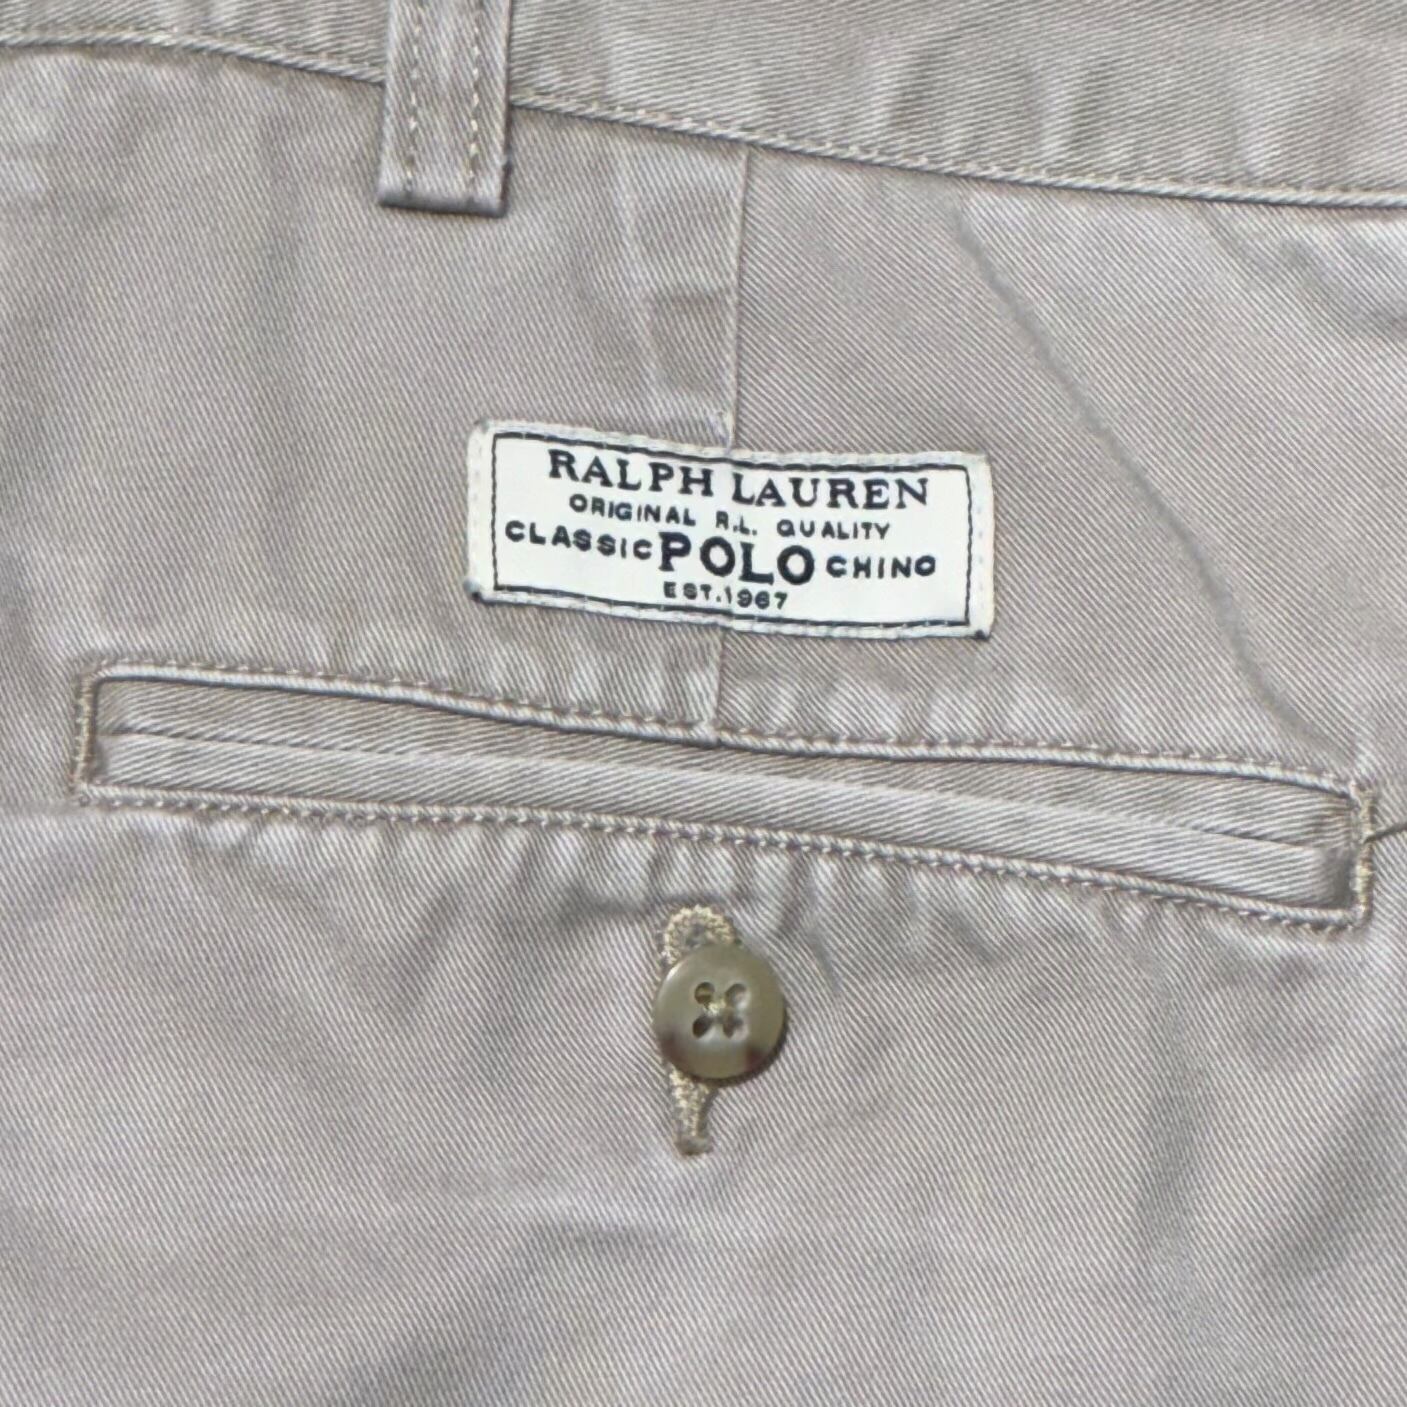 RALPH LAUREN
ORIGINAL R.L. QUALITY
CLASSIC POLO CHINO
EST. 1967